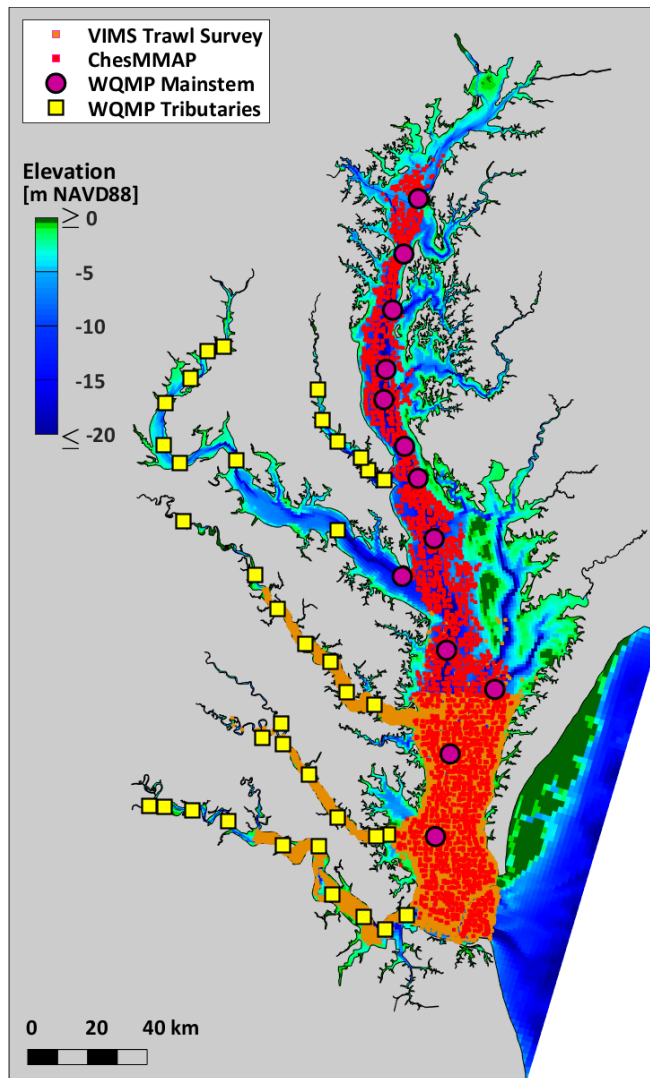 VIMS Trawl Survey
ChesMMAP
WQMP Mainstem
WQMP Tributaries
Elevation
[m NAVD88]
≥ 0
-5
-10
-15
≤ -20
0 20 40 km